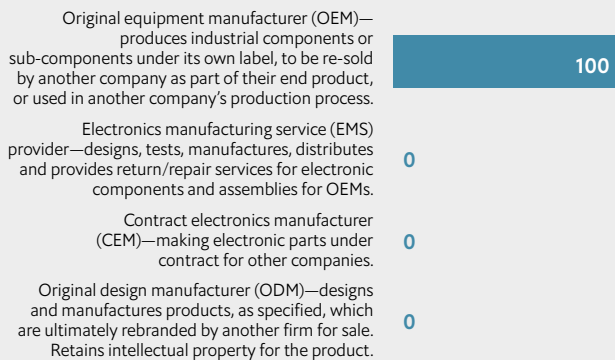 Original equipment manufacturer (OEM)—
produces industrial components or
sub-components under its own label, to be re-sold
by another company as part of their end product,
or used in another company's production process.
100
Electronics manufacturing service (EMS)
provider—designs, tests, manufactures, distributes
and provides return/repair services for electronic
components and assemblies for OEMs.
0
Contract electronics manufacturer
(CEM)—making electronic parts under
contract for other companies.
0
Original design manufacturer (ODM)—designs
and manufactures products, as specified, which
are ultimately rebranded by another firm for sale.
Retains intellectual property for the product.
0